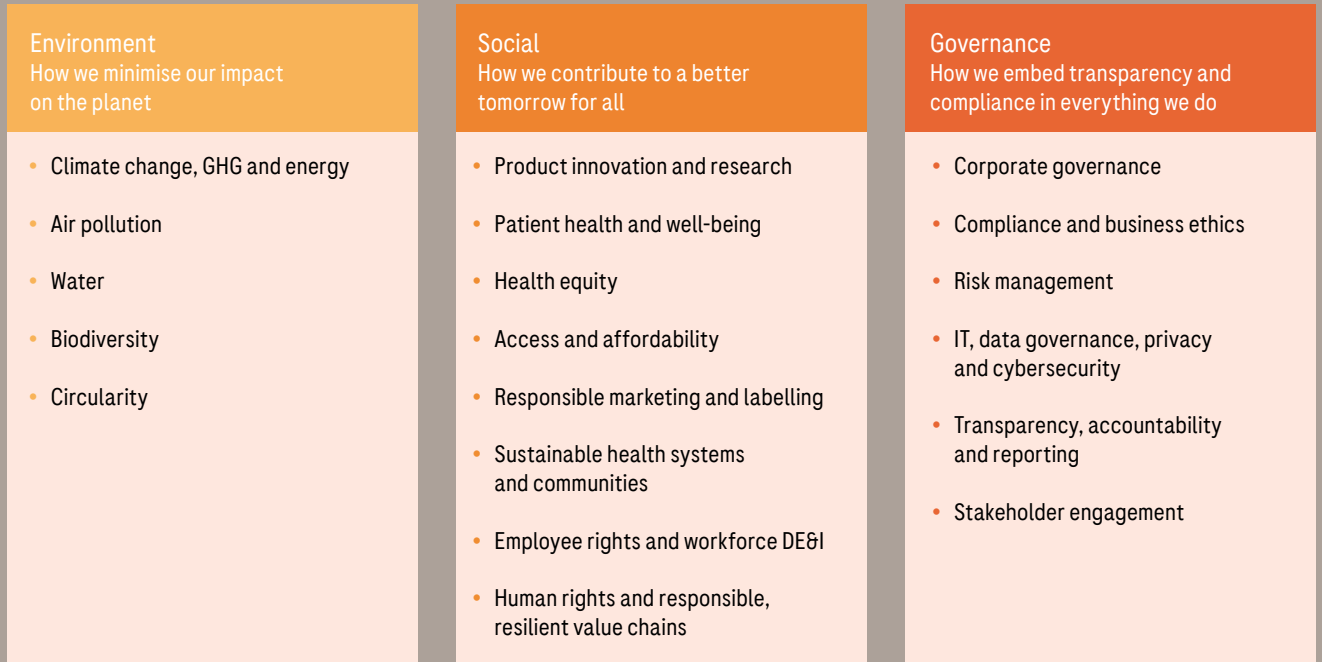 Environment
How we minimise our impact
on the planet
• Climate change, GHG and energy
• Air pollution
• Water
• Biodiversity
• Circularity
Social
How we contribute to a better
tomorrow for all
• Product innovation and research
• Patient health and well-being
• Health equity
• Access and affordability
• Responsible marketing and labelling
• Sustainable health systems
and communities
• Employee rights and workforce DE&I
• Human rights and responsible,
resilient value chains
Governance
How we embed transparency and
compliance in everything we do
• Corporate governance
• Compliance and business ethics
• Risk management
• IT, data governance, privacy
and cybersecurity
• Transparency, accountability
and reporting
• Stakeholder engagement